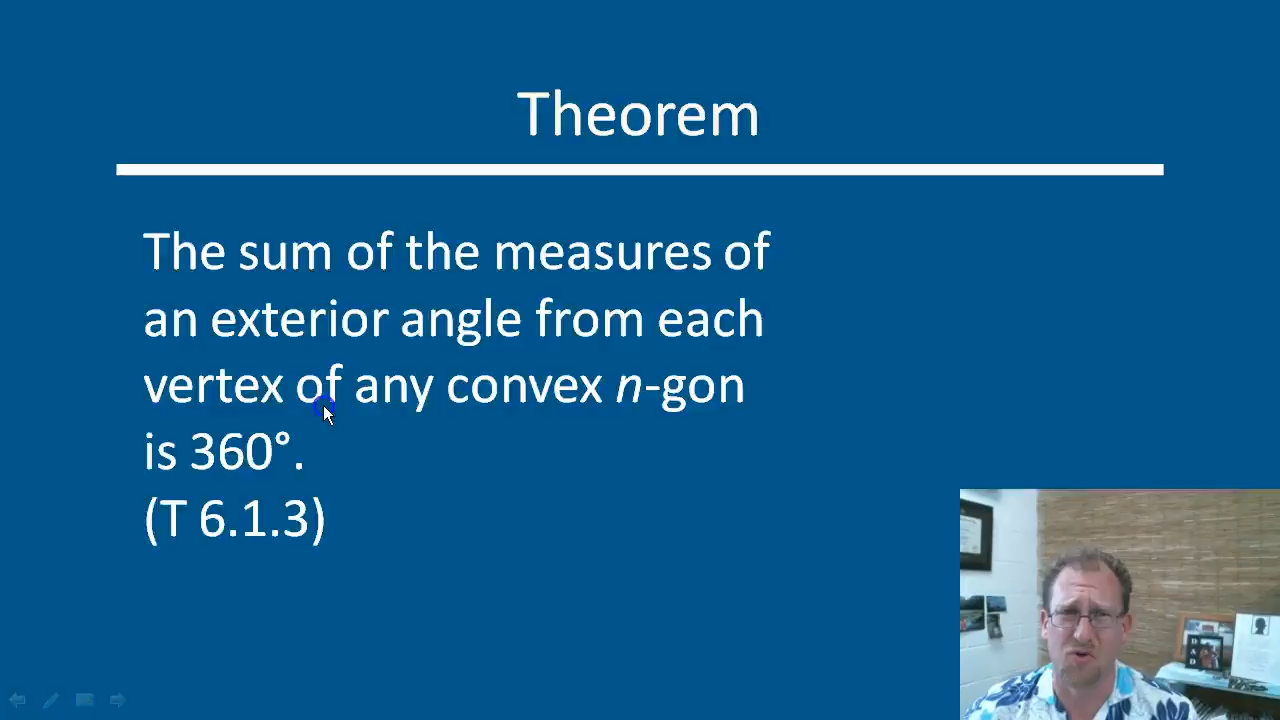 Theorem
The sum of the measures of
an exterior angle from each
vertex of any convex n-gon
is 360°.
(T 6.1.3)
DAD